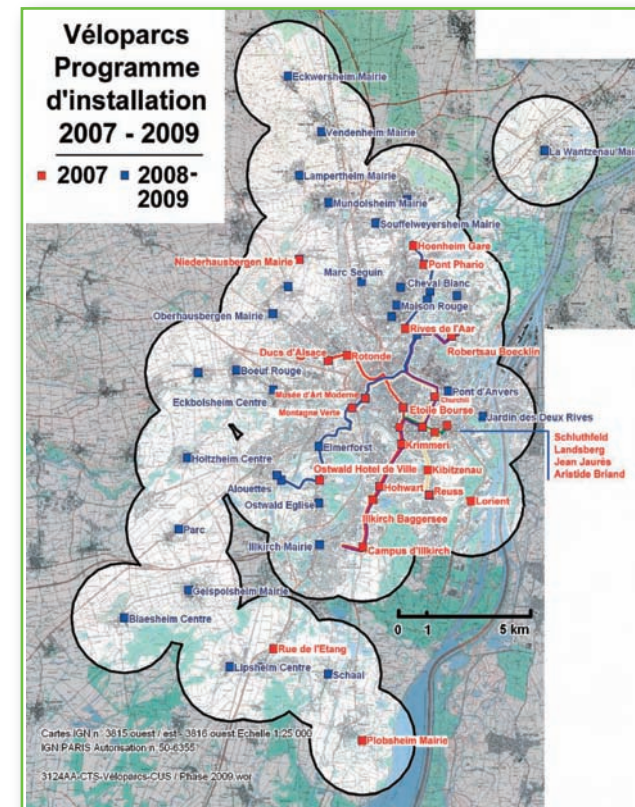 Véloparcs
Programme
d'installation
2007 - 2009
2007
2008-
2009
Eckwersheim Mairie
Vendenheim Mairie
La Wantzenau Mai
Lampertheim Mairie
Mundolsheim Mairie
Souffelweyersheim Mairie
Hoenheim Gare
Niederhausbergen Mairie
Pont Phario
Marc Seguin
Cheval Blanc
Maison Rouge
Oberhausbergen Mairie
Rives de l'Aar
Robertsau Boecklin
Ducs d'Alsace
Rotonde
Boeuf Rouge
Musée d'Art Moderne
Pont d'Anvers
Eckbolsheim Centre
Churchill
Montagne Verte
Etoile Bourse
Jardin des Deux Rives
Elmerforst
Krimmeri
Schluthfeld
Landsberg
Jean Jaurès
Aristide Briand
Holtzheim Centre
Ostwald Hotel de Ville
Kibitzenau
Alouettes
Hohwart
Reuss
Ostwald Eglise
Lorient
Illkirch Baggersee
Parc
Illkirch Mairie
Campus d'Illkirch
Geispolsheim Mairie
Blaesheim Centre
0 1 5 km
Rue de l'Etang
Lipsheim Centre
Schaal
Plobsheim Mairie
Cartes IGN n° 3815 ouest / est - 3816 ouest Echelle 1:25 000
IGN PARIS Autorisation n° 50-6355
3124AA-CTS-Véloparcs-CUS / Phase 2009.wor